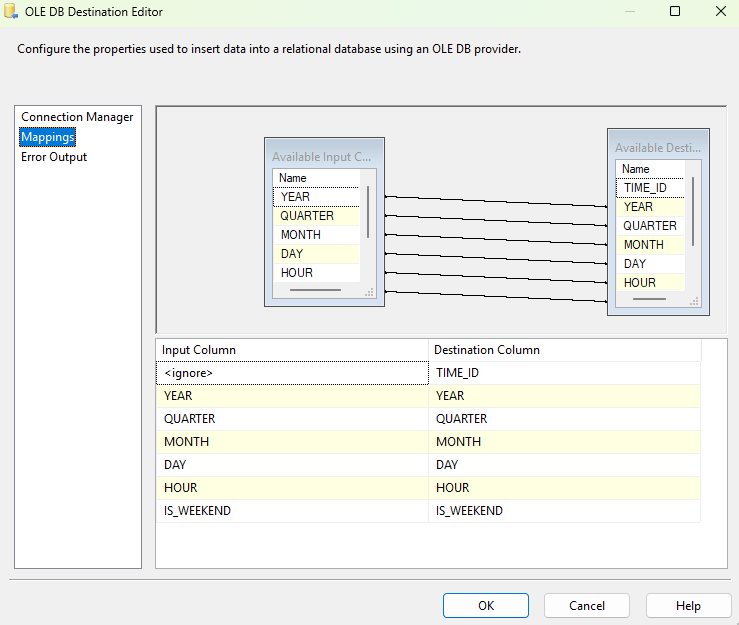 OLE DB Destination Editor
Configure the properties used to insert data into a relational database using an OLE DB provider.
Connection Manager
Mappings
Error Output
Available Input C...
Name
YEAR
QUARTER
MONTH
DAY
HOUR
Available Desti...
Name
TIME_ID
YEAR
QUARTER
MONTH
DAY
HOUR
Input Column Destination Column
<ignore> TIME_ID
YEAR YEAR
QUARTER QUARTER
MONTH MONTH
DAY DAY
HOUR HOUR
IS_WEEKEND IS_WEEKEND
OK Cancel Help